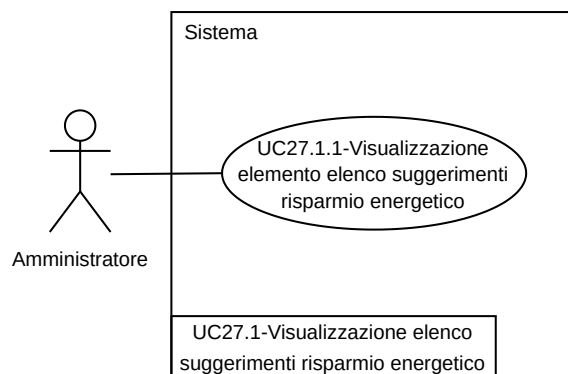 Sistema
UC27.1.1-Visualizzazione
elemento elenco suggerimenti
risparmio energetico
Amministratore
UC27.1-Visualizzazione elenco
suggerimenti risparmio energetico